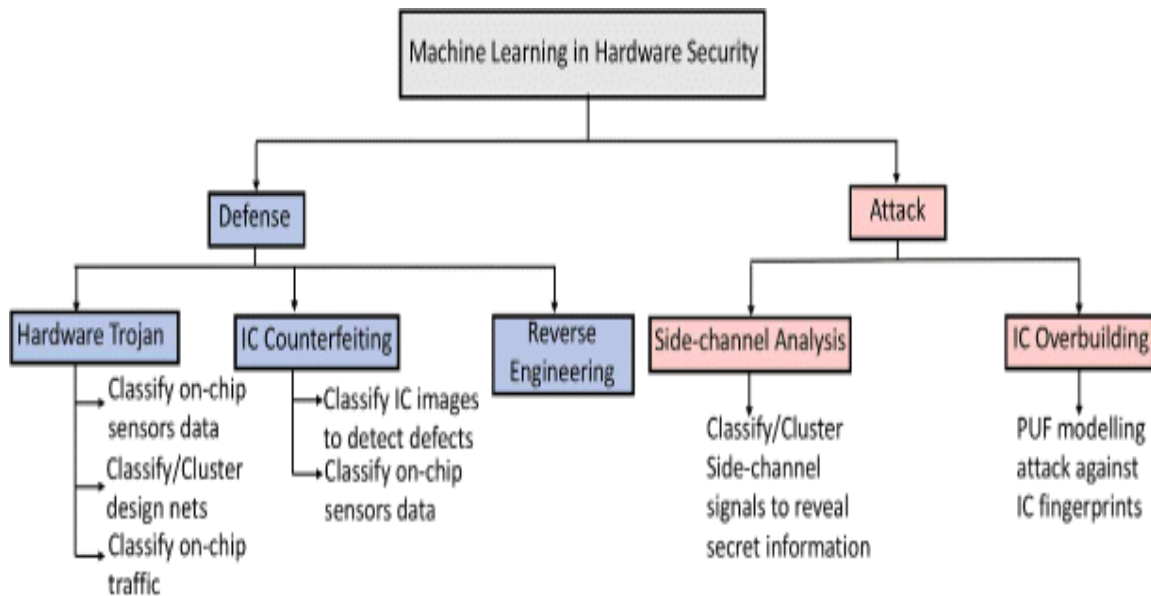 Machine Learning in Hardware Security
Defense
Attack
Hardware Trojan
IC Counterfeiting
Reverse
Engineering
Side-channel Analysis
IC Overbuilding
Classify on-chip
sensors data
Classify/Cluster
design nets
Classify on-chip
traffic
Classify IC images
to detect defects
Classify on-chip
sensors data
Classify/Cluster
Side-channel
signals to reveal
secret information
PUF modelling
attack against
IC fingerprints